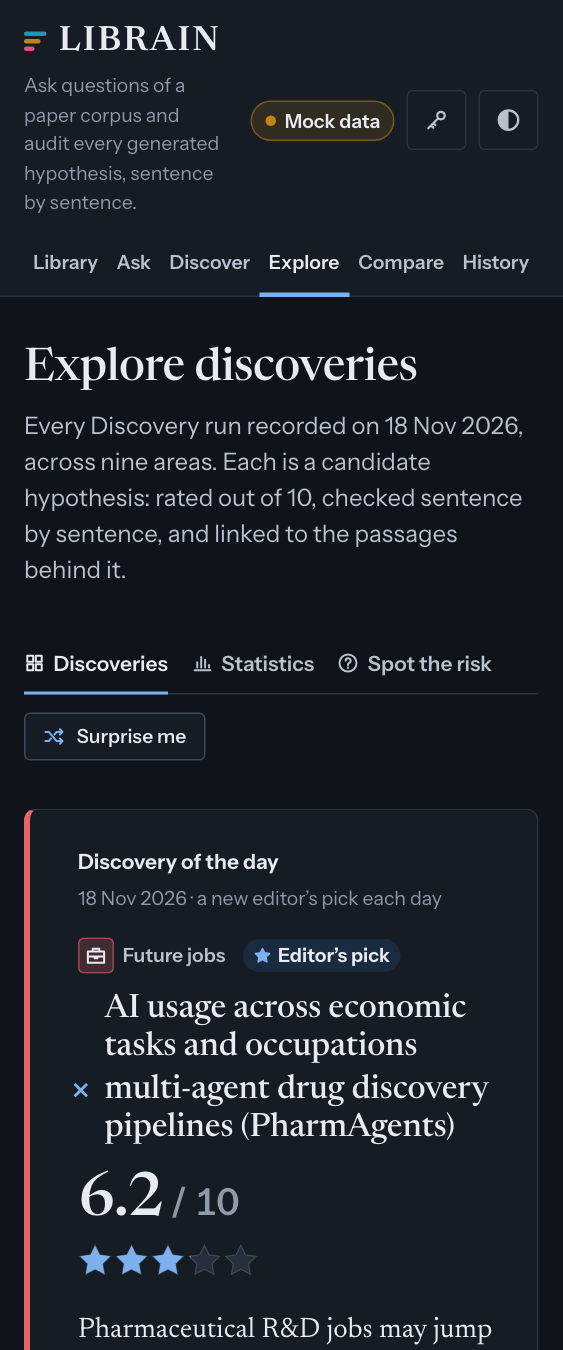 LIBRAIN
Ask questions of a
paper corpus and
audit every generated
hypothesis, sentence
by sentence.
Mock data
Library Ask Discover Explore Compare History
Explore discoveries
Every Discovery run recorded on 18 Nov 2026,
across nine areas. Each is a candidate
hypothesis: rated out of 10, checked sentence
by sentence, and linked to the passages
behind it.
Discoveries Statistics Spot the risk
Surprise me
Discovery of the day
18 Nov 2026 · a new editor’s pick each day
Future jobs Editor’s pick
AI usage across economic
tasks and occupations
× multi-agent drug discovery
pipelines (PharmAgents)
6.2 / 10
Pharmaceutical R&D jobs may jump